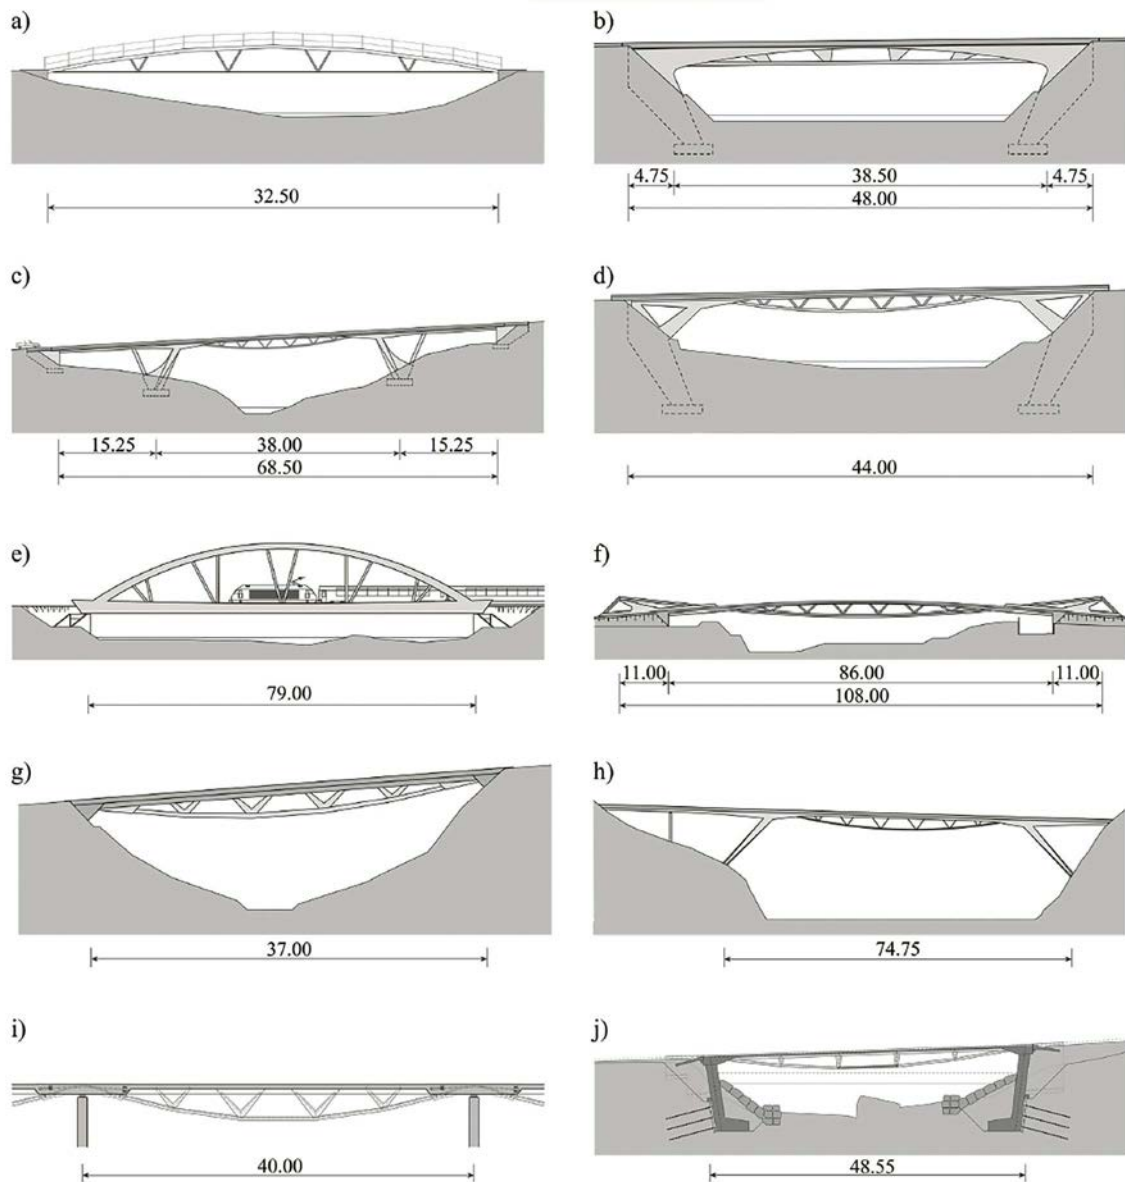 a)
32.50
b)
4.75 38.50 4.75
48.00
c)
15.25 38.00 15.25
68.50
d)
44.00
e)
79.00
f)
11.00 86.00 11.00
108.00
g)
37.00
h)
74.75
i)
40.00
j)
48.55